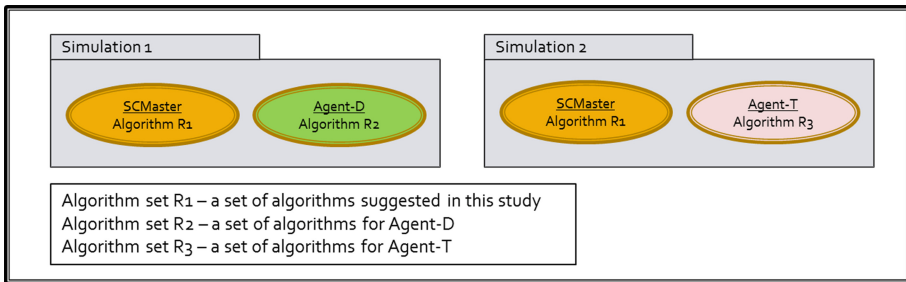 Simulation 1
SCMaster
Algorithm R1
Agent-D
Algorithm R2
Simulation 2
SCMaster
Algorithm R1
Agent-T
Algorithm R3
Algorithm set R1 – a set of algorithms suggested in this study
Algorithm set R2 – a set of algorithms for Agent-D
Algorithm set R3 – a set of algorithms for Agent-T